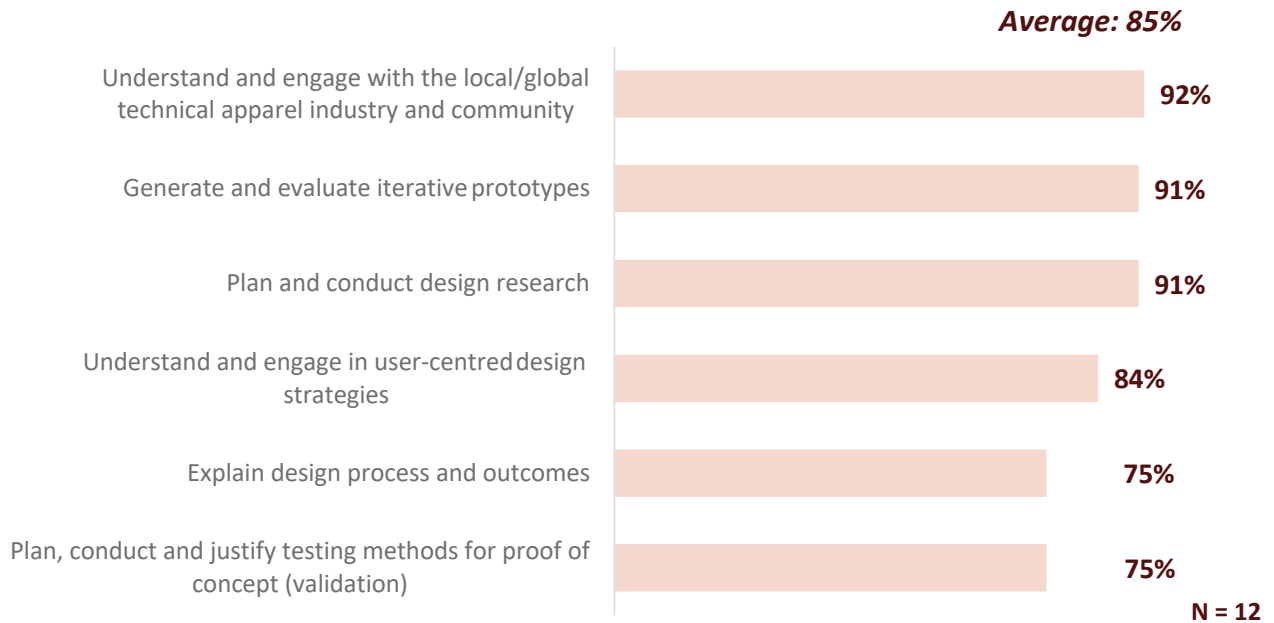 Average: 85%
Understand and engage with the local/global
technical apparel industry and community
92%
Generate and evaluate iterative prototypes
91%
Plan and conduct design research
91%
Understand and engage in user-centred design
strategies
84%
Explain design process and outcomes
75%
Plan, conduct and justify testing methods for proof of
concept (validation)
75%
N = 12